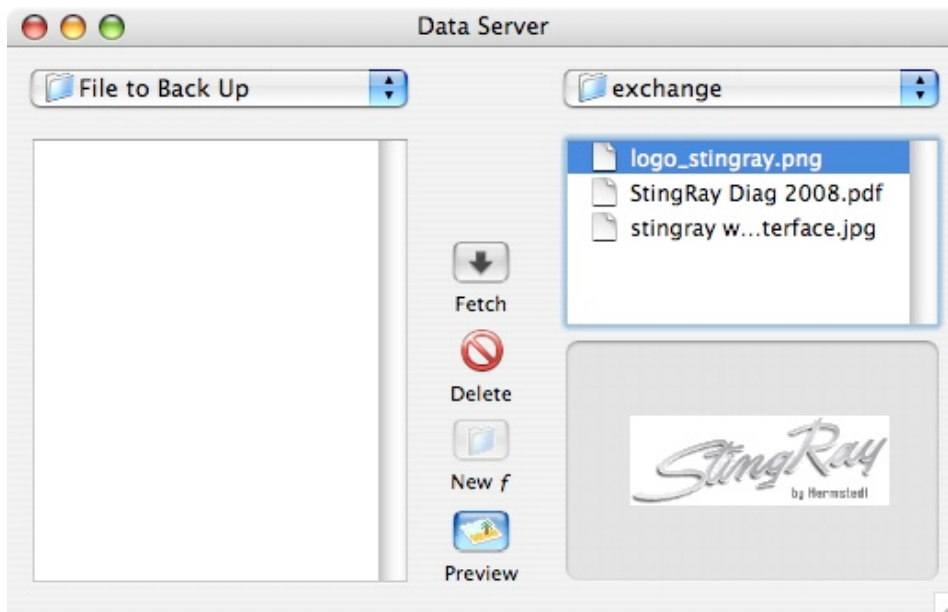 Data Server
File to Back Up
exchange
logo_stingray.png
StingRay Diag 2008.pdf
stingray w...terface.jpg
Fetch
Delete
New ƒ
Preview
StingRay
by Hermstedt